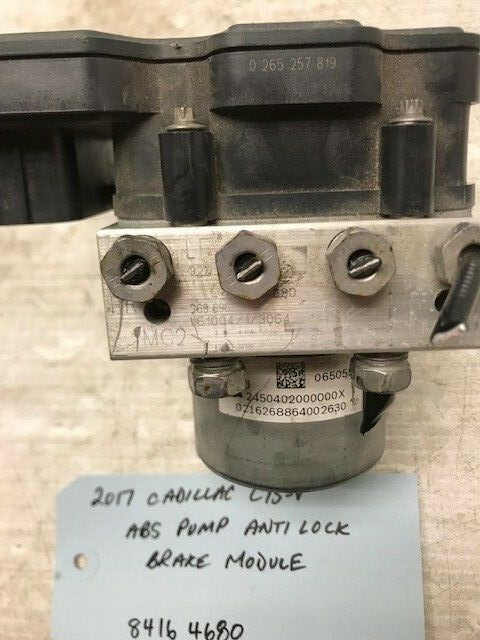 0 265 257 819
LF
MC2
06505
2450402000000X
0216268864002630
2017 CADILLAC CTS-V
ABS PUMP ANTI LOCK
BRAKE MODULE
8416 4680